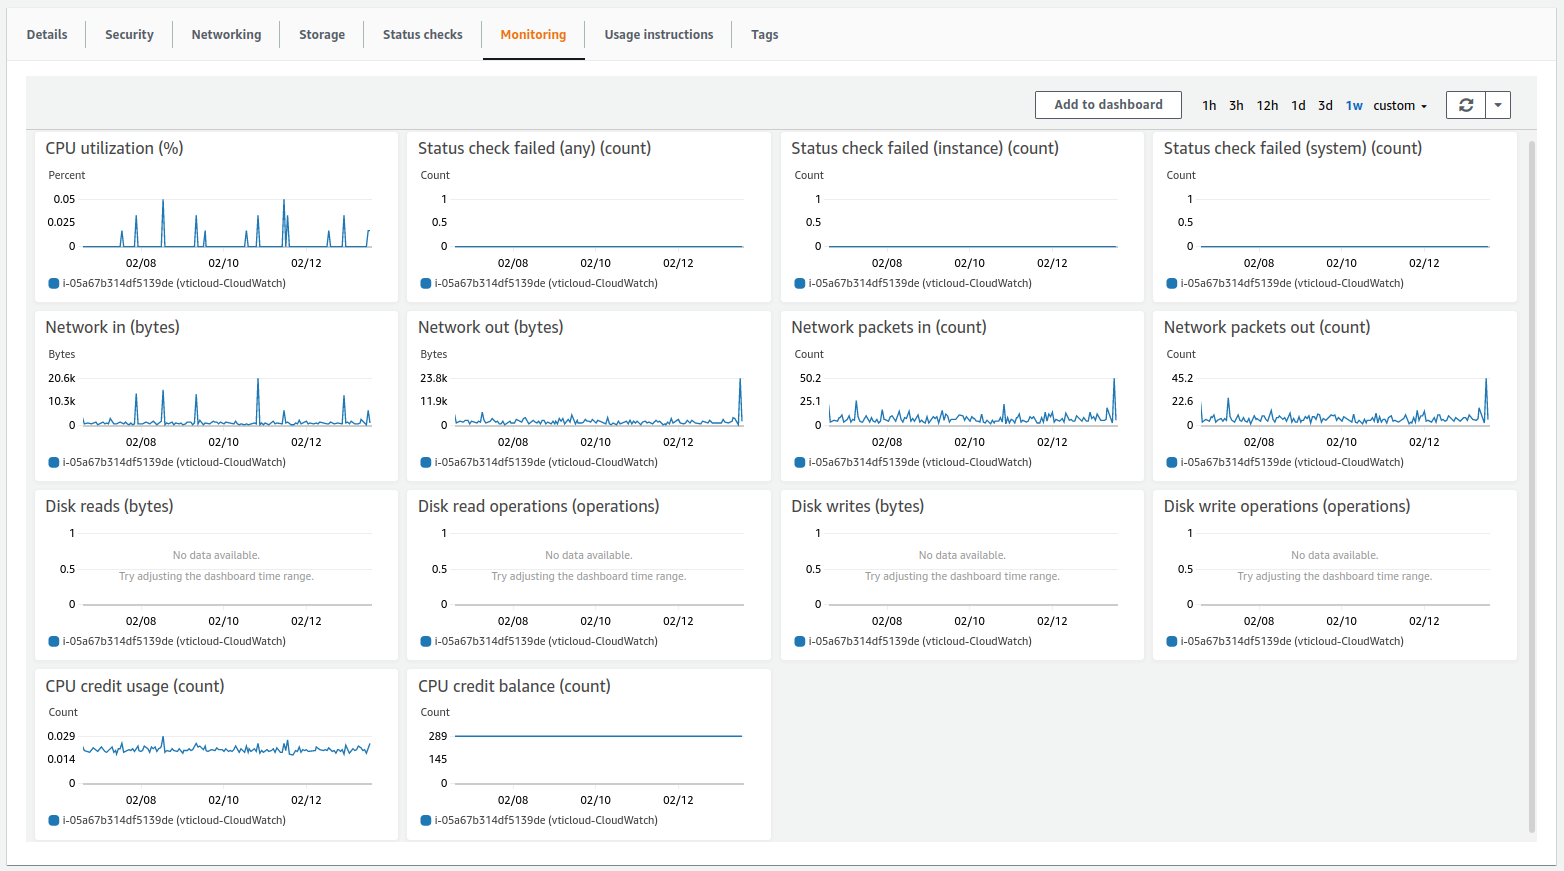 Details
Security
Networking
Storage
Status checks
Monitoring
Usage instructions
Tags
Add to dashboard
1h 3h 12h 1d 3d 1w custom
CPU utilization (%)
Percent
0.05
0.025
0
02/08 02/10 02/12
i-05a67b314df5139de (vticloud-CloudWatch)
Status check failed (any) (count)
Count
1
0.5
0
02/08 02/10 02/12
i-05a67b314df5139de (vticloud-CloudWatch)
Status check failed (instance) (count)
Count
1
0.5
0
02/08 02/10 02/12
i-05a67b314df5139de (vticloud-CloudWatch)
Status check failed (system) (count)
Count
1
0.5
0
02/08 02/10 02/12
i-05a67b314df5139de (vticloud-CloudWatch)
Network in (bytes)
Bytes
20.6k
10.3k
0
02/08 02/10 02/12
i-05a67b314df5139de (vticloud-CloudWatch)
Network out (bytes)
Bytes
23.8k
11.9k
0
02/08 02/10 02/12
i-05a67b314df5139de (vticloud-CloudWatch)
Network packets in (count)
Count
50.2
25.1
0
02/08 02/10 02/12
i-05a67b314df5139de (vticloud-CloudWatch)
Network packets out (count)
Count
45.2
22.6
0
02/08 02/10 02/12
i-05a67b314df5139de (vticloud-CloudWatch)
Disk reads (bytes)
1
No data available.
0.5
Try adjusting the dashboard time range.
0
02/08 02/10 02/12
i-05a67b314df5139de (vticloud-CloudWatch)
Disk read operations (operations)
1
No data available.
0.5
Try adjusting the dashboard time range.
0
02/08 02/10 02/12
i-05a67b314df5139de (vticloud-CloudWatch)
Disk writes (bytes)
1
No data available.
0.5
Try adjusting the dashboard time range.
0
02/08 02/10 02/12
i-05a67b314df5139de (vticloud-CloudWatch)
Disk write operations (operations)
1
No data available.
0.5
Try adjusting the dashboard time range.
0
02/08 02/10 02/12
i-05a67b314df5139de (vticloud-CloudWatch)
CPU credit usage (count)
Count
0.029
0.014
0
02/08 02/10 02/12
i-05a67b314df5139de (vticloud-CloudWatch)
CPU credit balance (count)
Count
289
145
0
02/08 02/10 02/12
i-05a67b314df5139de (vticloud-CloudWatch)